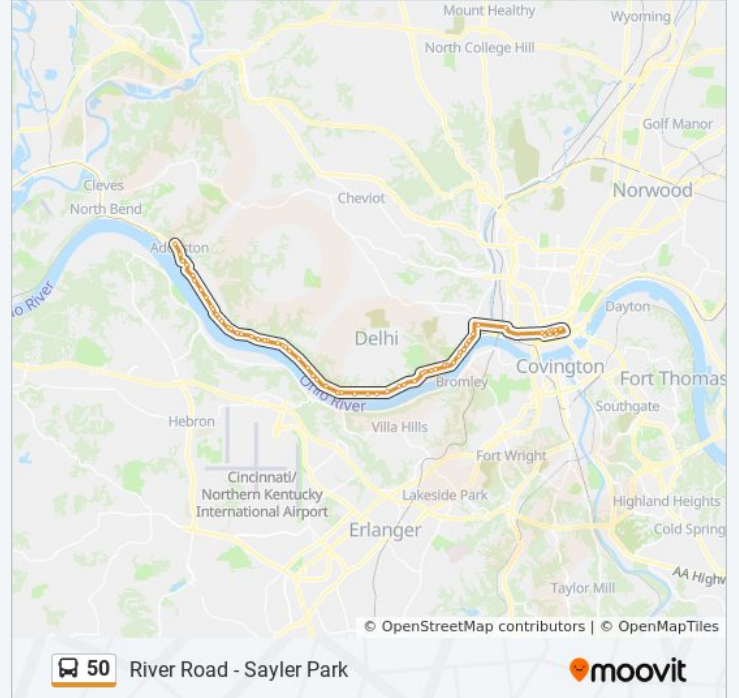 Mount Healthy
Wyoming
North College Hill
Golf Manor
Cleves
Cheviot
Norwood
North Bend
Ad  ston
io River
Dayton
Delhi
Covington
Fort Thomas
Bromley
Ohio River
Southgate
Hebron
Villa Hills
Fort Wright
Cincinnati/
Northern Kentucky
International Airport
Lakeside Park
Highland Heights
Erlanger
Cold Spring
AA Highw
Taylor Mill
© OpenStreetMap contributors | © OpenMapTiles
50 River Road - Sayler Park
moovit